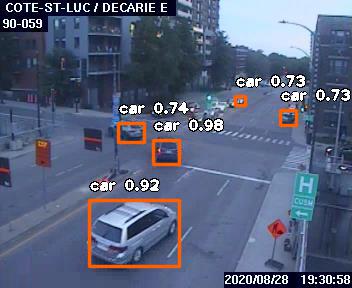 COTE-ST-LUC / DECARIE E
90-059
car 0.73
car 0.73
car 0.74
car 0.98
car 0.92
H
CUSM
2020/08/28 19:30:58